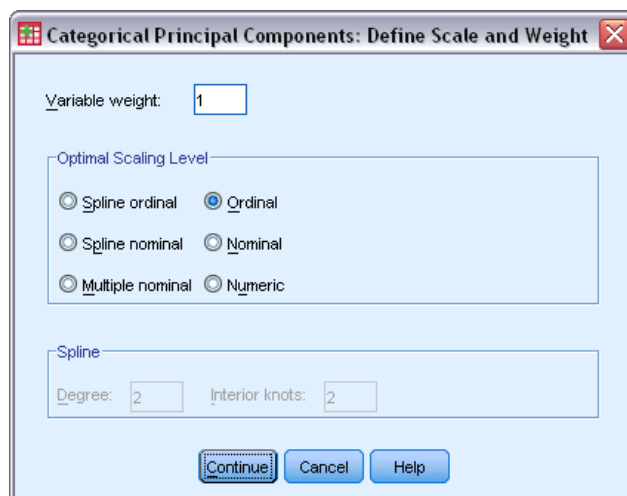 Categorical Principal Components: Define Scale and Weight
Variable weight: 1
Optimal Scaling Level
Spline ordinal Ordinal
Spline nominal Nominal
Multiple nominal Numeric
Spline
Degree: 2 Interior knots: 2
Continue Cancel Help